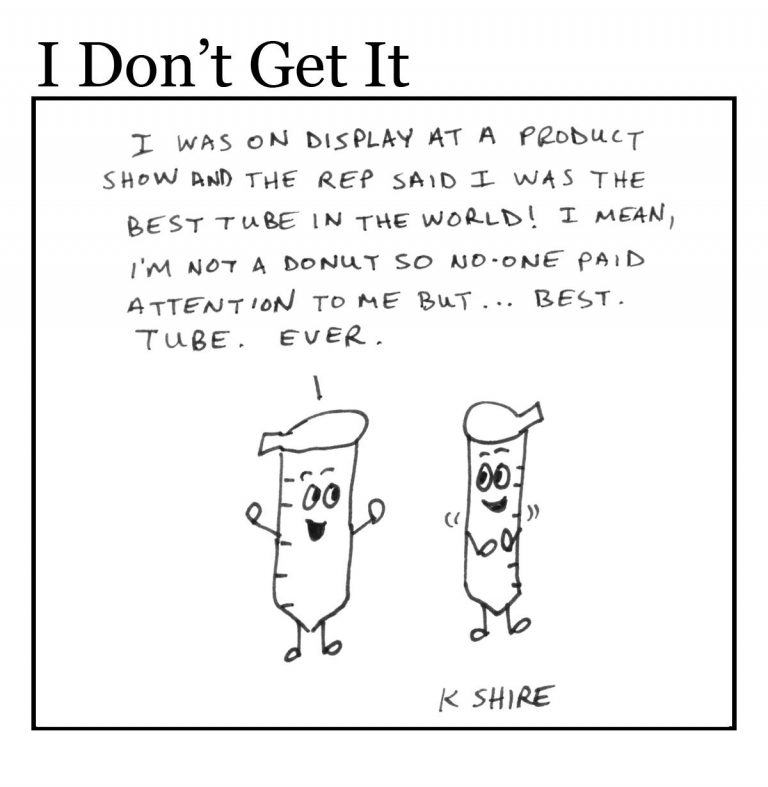 I Don't Get It
I WAS ON DISPLAY AT A PRODUCT
SHOW AND THE REP SAID I WAS THE
BEST TUBE IN THE WORLD! I MEAN,
I'M NOT A DONUT SO NO-ONE PAID
ATTENTION TO ME BUT... BEST.
TUBE. EVER.
K SHIRE